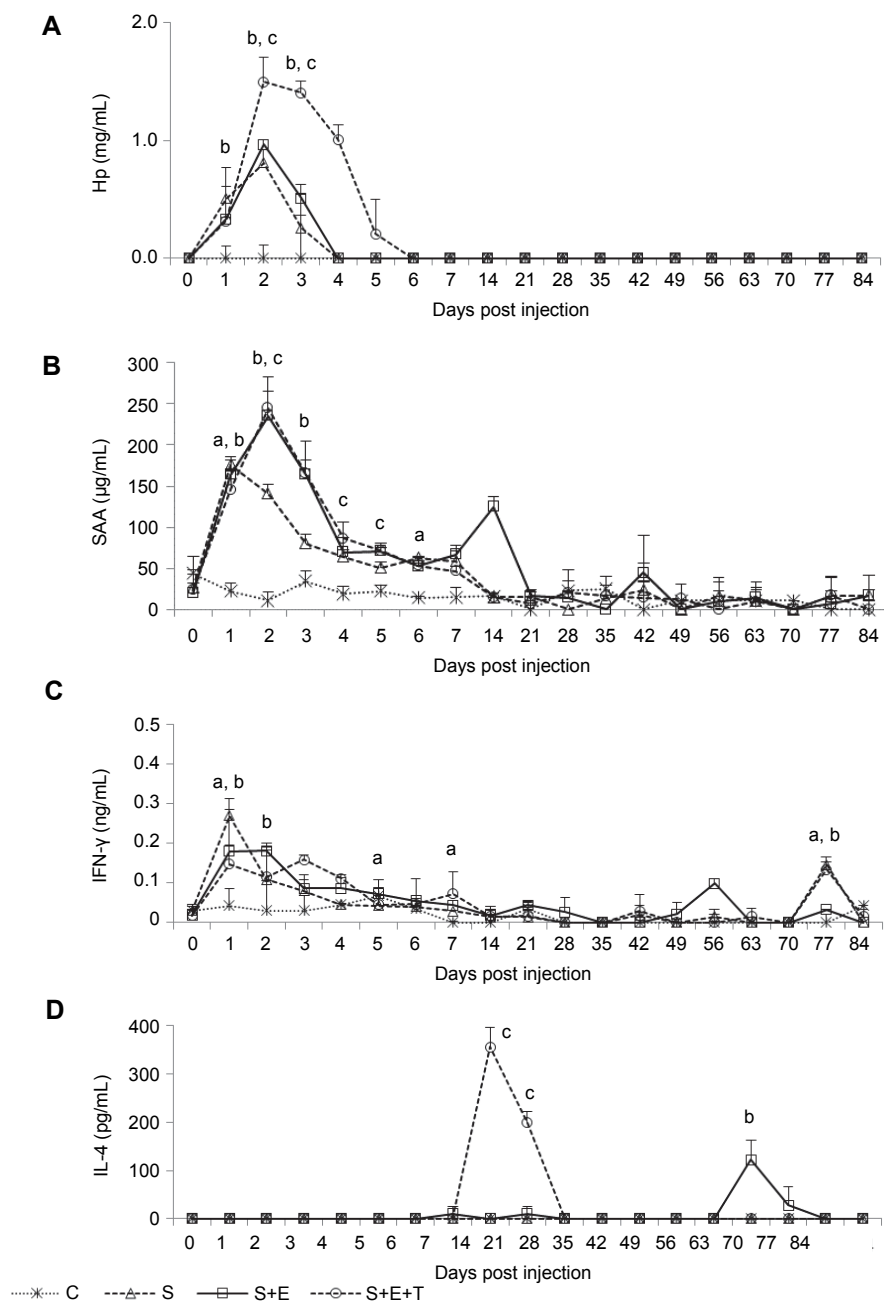 A
2.0
1.0
0.0
Hp (mg/mL)
b
b, c
b, c
0 1 2 3 4 5 6 7 14 21 28 35 42 49 56 63 70 77 84
Days post injection
B
300
250
200
150
100
50
0
SAA (µg/mL)
a, b
b, c
b
c
c
a
0 1 2 3 4 5 6 7 14 21 28 35 42 49 56 63 70 77 84
Days post injection
C
0.5
0.4
0.3
0.2
0.1
0
IFN-γ (ng/mL)
a, b
b
a
a
a, b
0 1 2 3 4 5 6 7 14 21 28 35 42 49 56 63 70 77 84
Days post injection
D
400
300
200
100
0
IL-4 (pg/mL)
c
c
b
0 1 2 3 4 5 6 7 14 21 28 35 42 49 56 63 70 77 84
Days post injection
C S S+E S+E+T